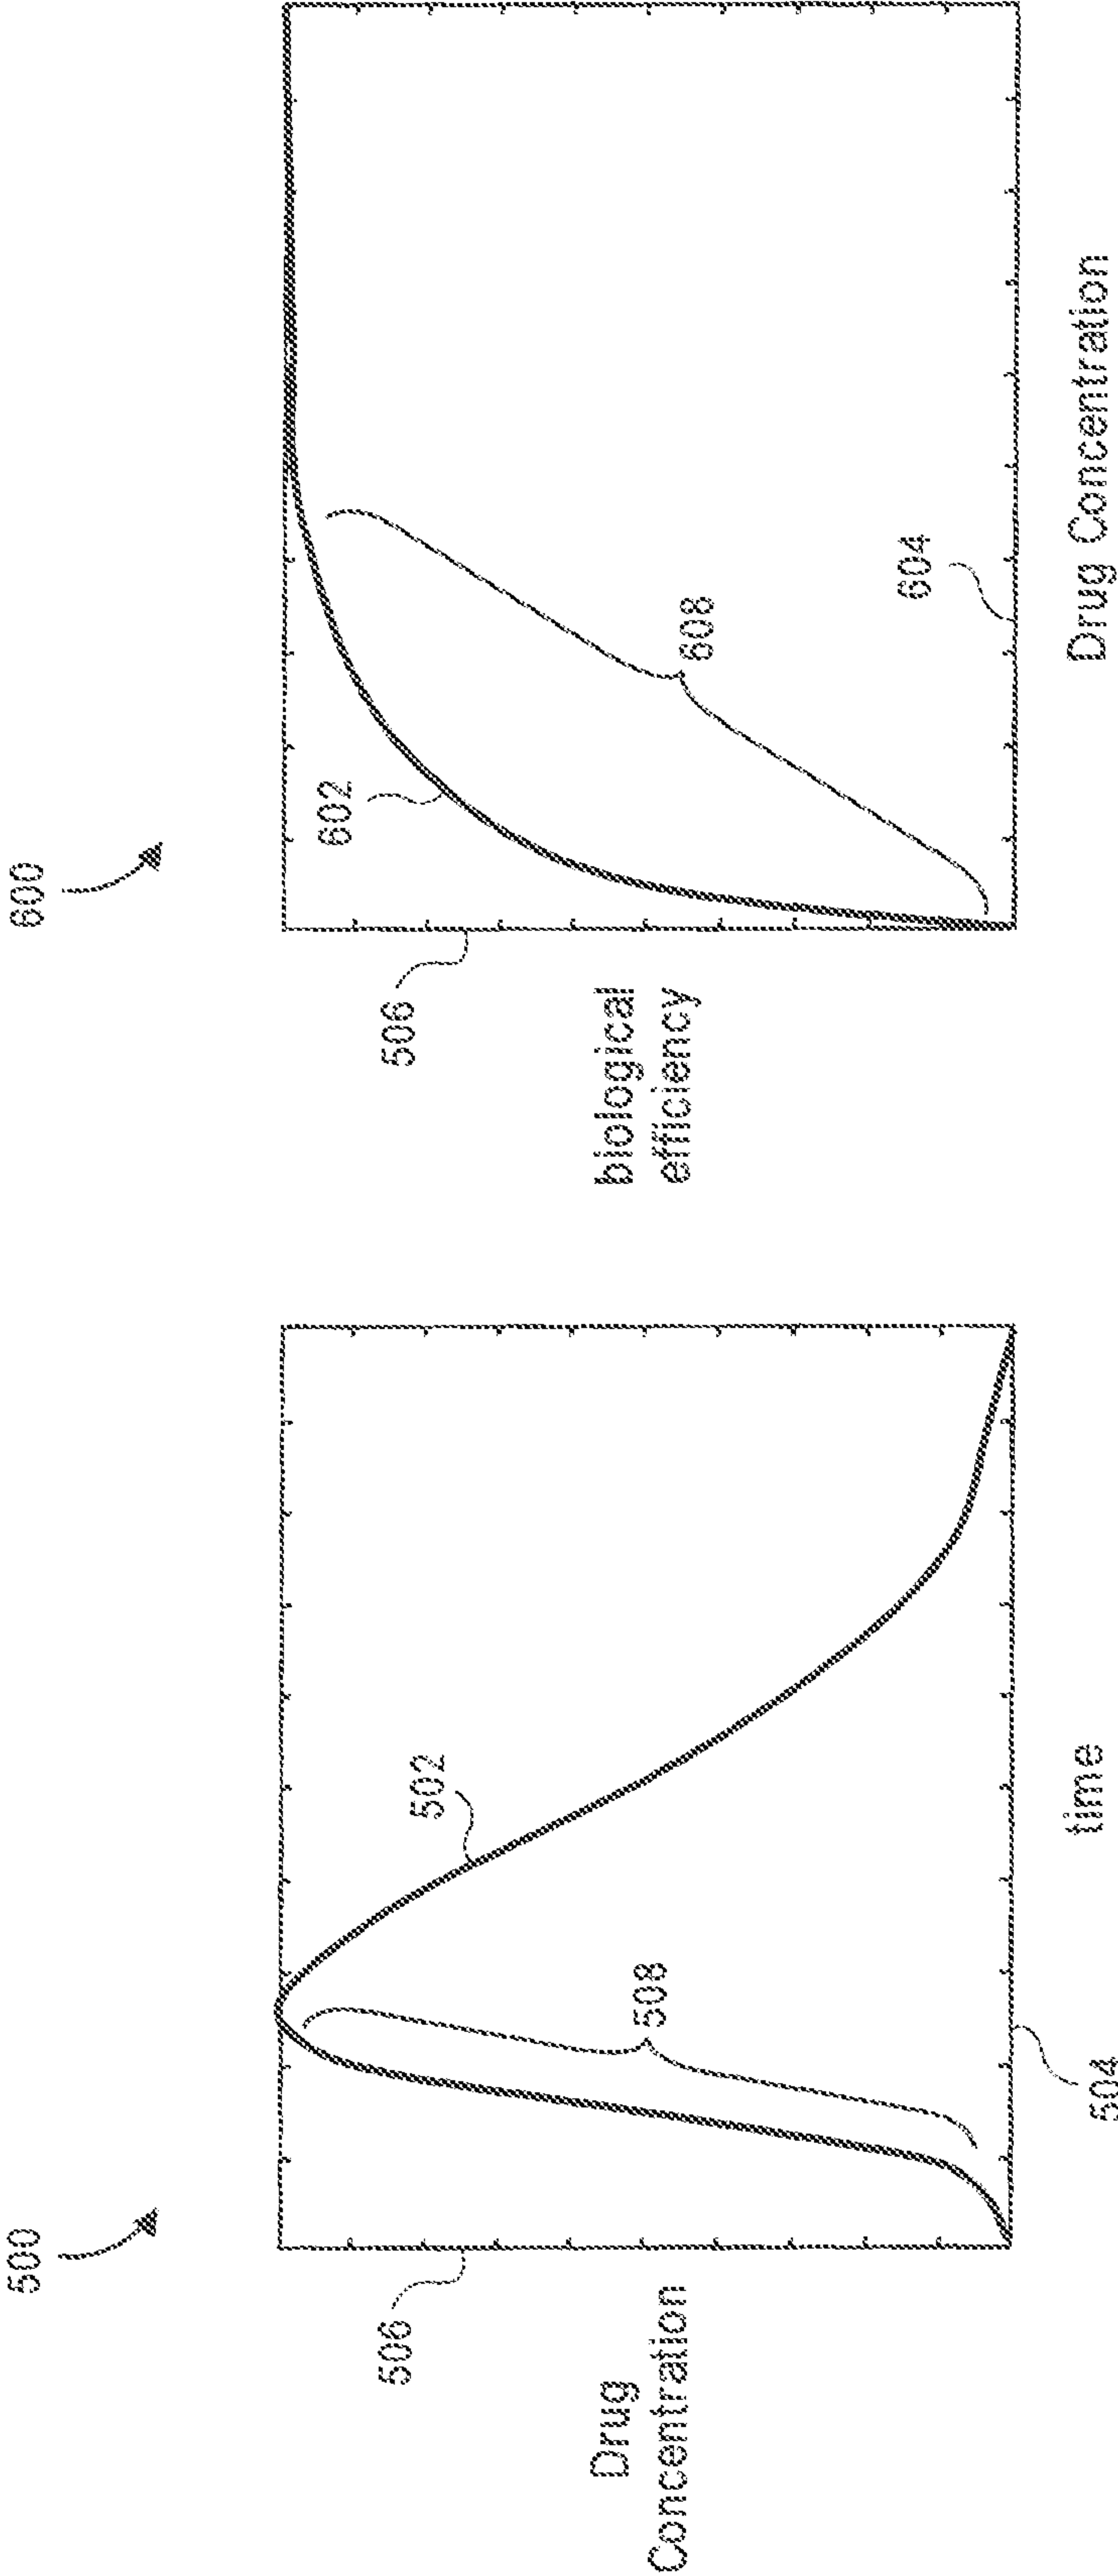 500
506
Drug
Concentration
502
508
504
time
600
506
biological
efficiency
602
608
604
Drug Concentration